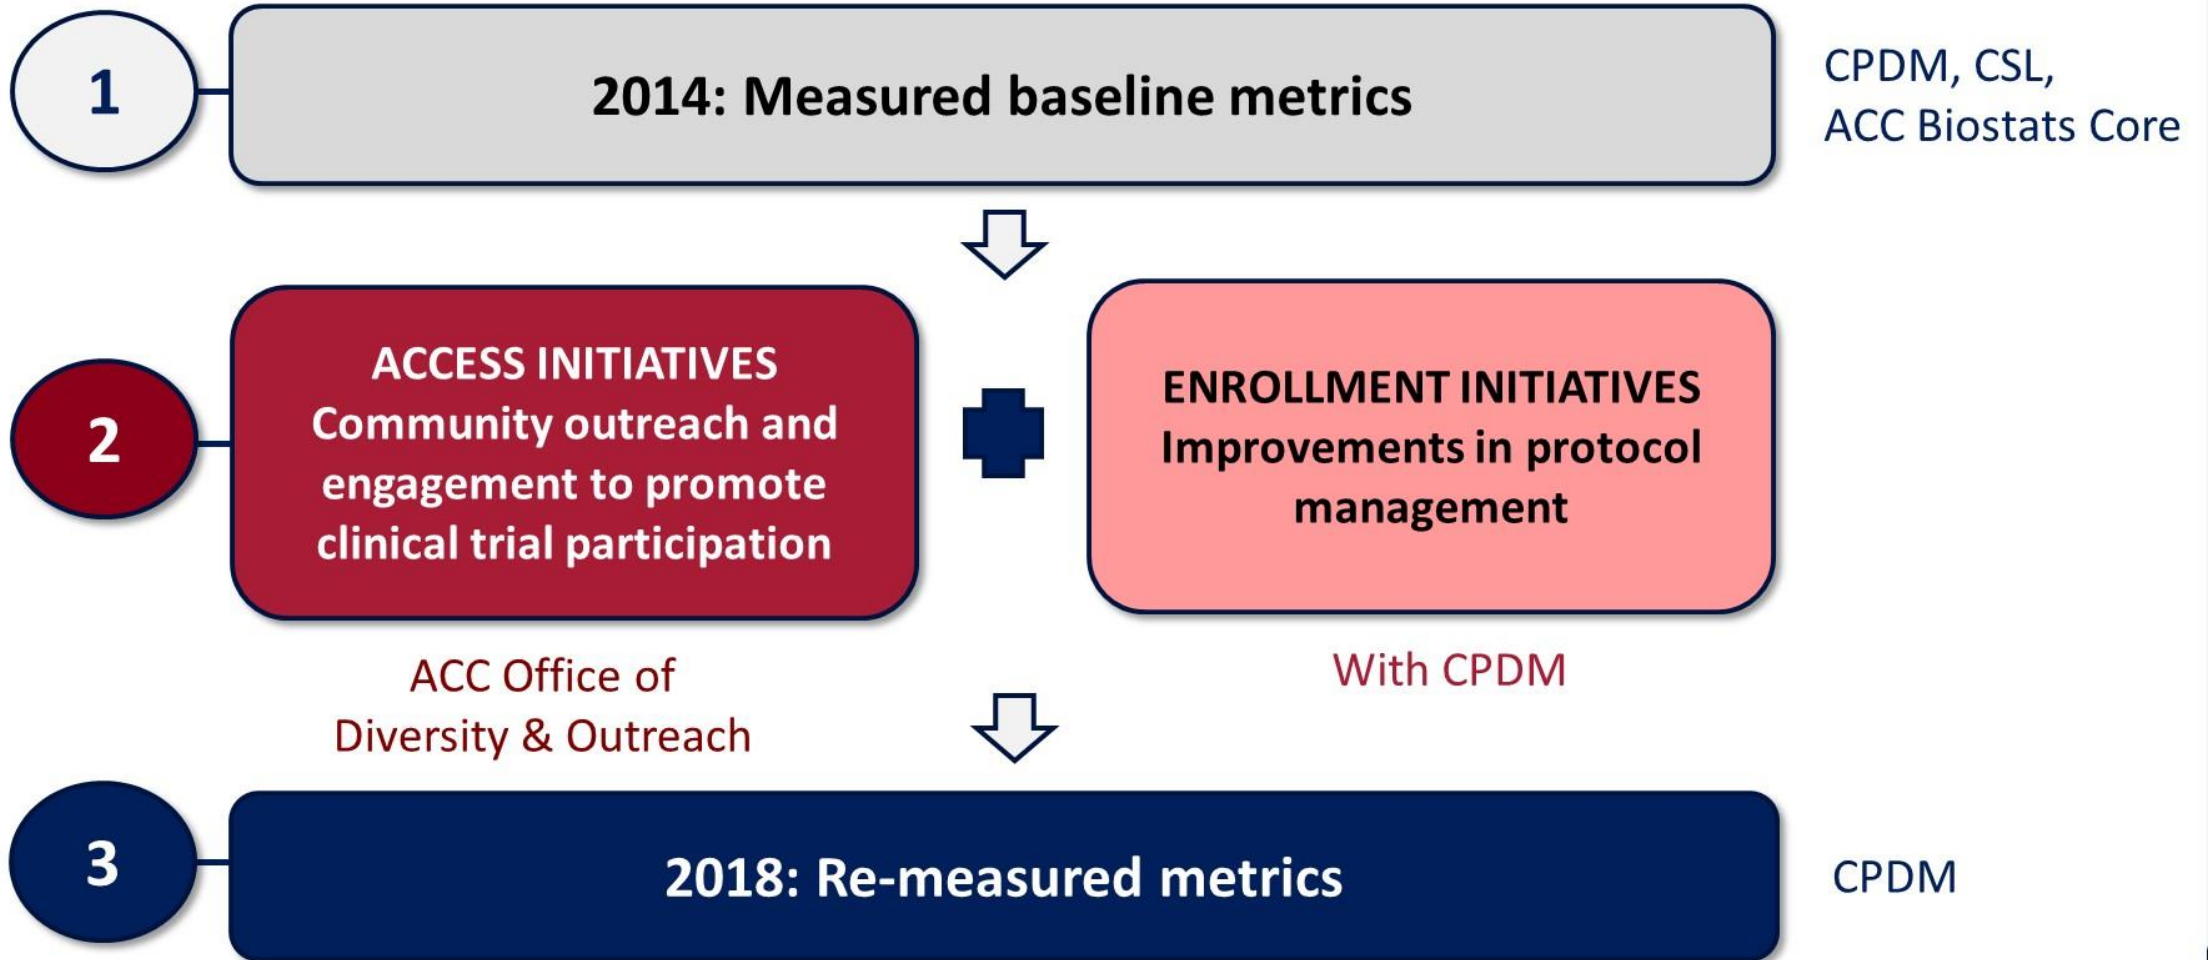 1
2014: Measured baseline metrics
CPDM, CSL,
ACC Biostats Core
2
ACCESS INITIATIVES
Community outreach and
engagement to promote
clinical trial participation
ENROLLMENT INITIATIVES
Improvements in protocol
management
ACC Office of
Diversity & Outreach
With CPDM
3
2018: Re-measured metrics
CPDM